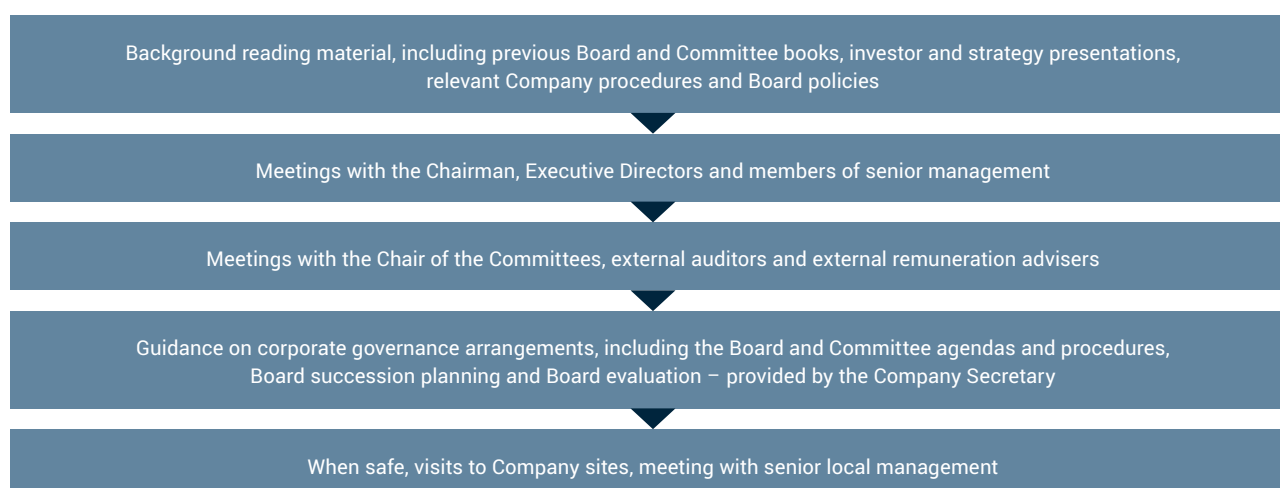 Background reading material, including previous Board and Committee books, investor and strategy presentations,
relevant Company procedures and Board policies
Meetings with the Chairman, Executive Directors and members of senior management
Meetings with the Chair of the Committees, external auditors and external remuneration advisers
Guidance on corporate governance arrangements, including the Board and Committee agendas and procedures,
Board succession planning and Board evaluation – provided by the Company Secretary
When safe, visits to Company sites, meeting with senior local management